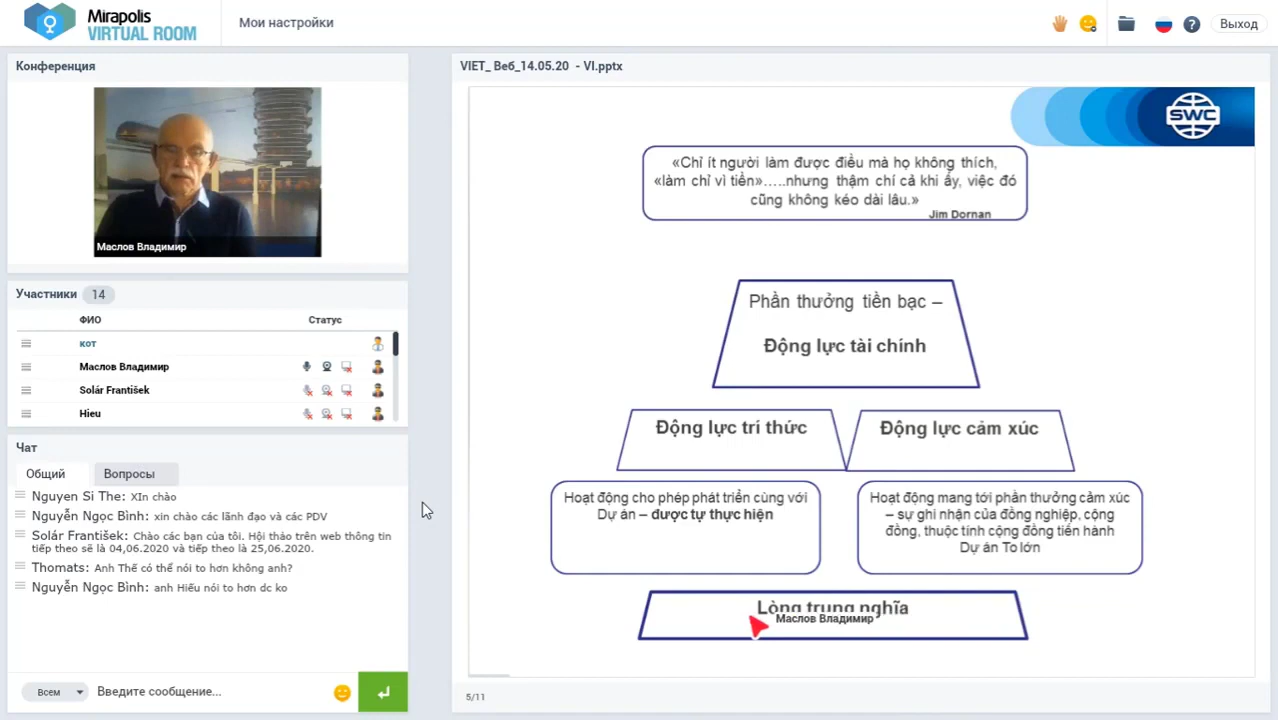 Mirapolis
VIRTUAL ROOM
Мои настройки
Выход
Конференция
Маслов Владимир
Участники 14
ФИО Статус
кот
Маслов Владимир
Solár František
Hieu
Чат
Общий Вопросы
Nguyen Si The: XIn chào
Nguyễn Ngọc Bình: xin chào các lãnh đạo và các PDV
Solár František: Chào các bạn của tôi. Hội thảo trên web thông tin
tiếp theo sẽ là 04,06.2020 và tiếp theo là 25,06.2020.
Thomats: Anh Thế có thể nói to hơn không anh?
Nguyễn Ngọc Bình: anh Hiếu nói to hơn dc ko
Всем Введите сообщение...
VIET_ Веб_14.05.20 - VI.pptx
SWC
«Chỉ ít người làm được điều mà họ không thích,
«làm chỉ vì tiền»…..nhưng thậm chí cả khi ấy, việc đó
cũng không kéo dài lâu.»
Jim Dornan
Phần thưởng tiền bạc –
Động lực tài chính
Động lực tri thức
Động lực cảm xúc
Hoạt động cho phép phát triển cùng với
Dự án – được tự thực hiện
Hoạt động mang tới phần thưởng cảm xúc
– sự ghi nhận của đồng nghiệp, cộng
đồng, thuộc tính cộng đồng tiến hành
Dự án To lớn
Lòng trung nghĩa
Маслов Владимир
5/11